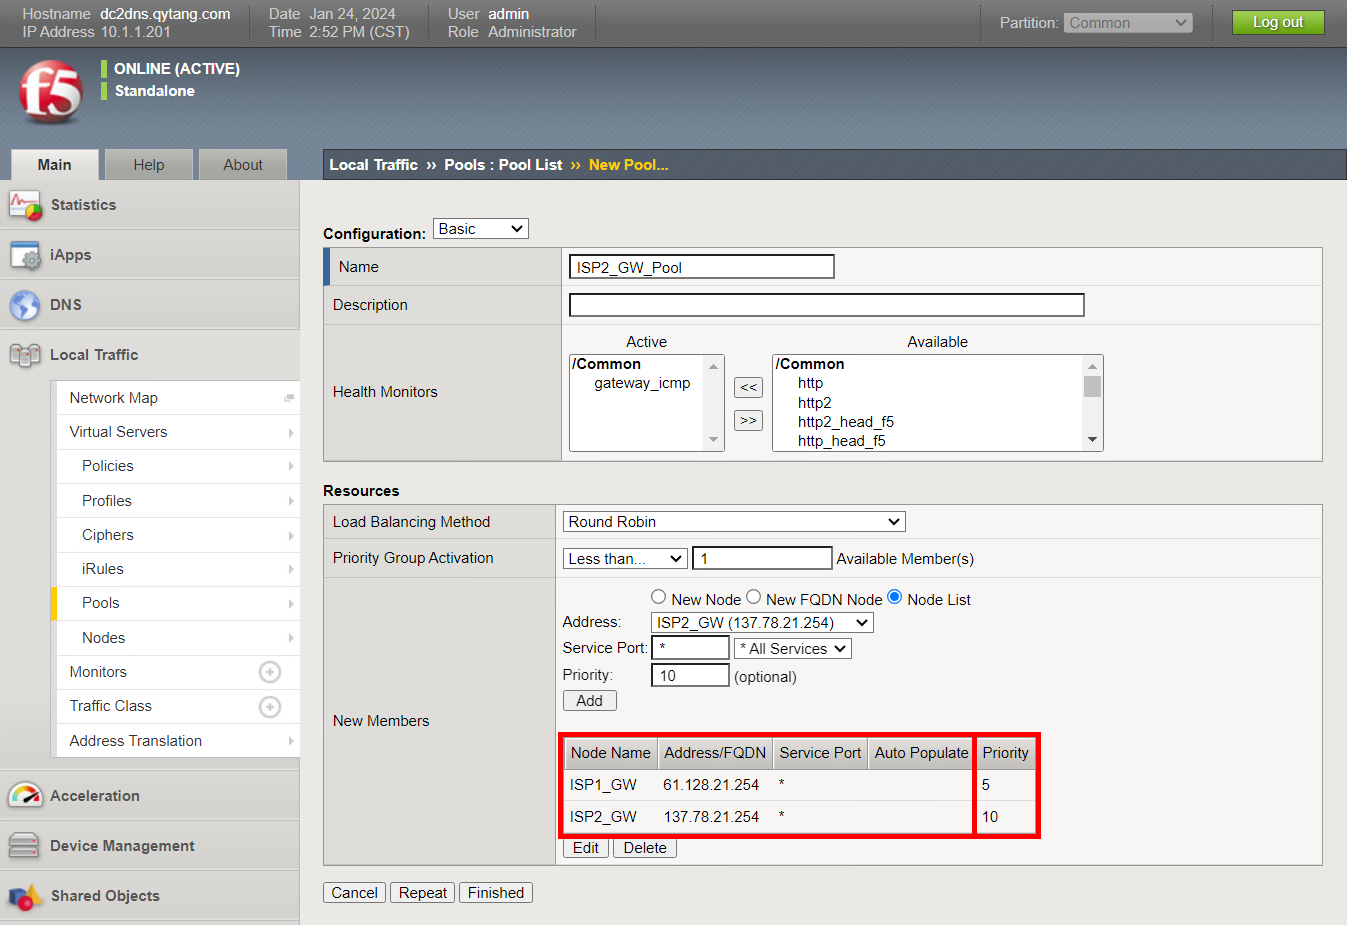 Hostname dc2dns.qytang.com Date Jan 24, 2024 User admin Partition: Common Log out
IP Address 10.1.1.201 Time 2:52 PM (CST) Role Administrator
f5
ONLINE (ACTIVE)
Standalone
Main Help About
Local Traffic ›› Pools : Pool List ›› New Pool...
Statistics
iApps
DNS
Local Traffic
Network Map
Virtual Servers
Policies
Profiles
Ciphers
iRules
Pools
Nodes
Monitors
Traffic Class
Address Translation
Acceleration
Device Management
Shared Objects
Configuration: Basic
Name ISP2_GW_Pool
Description
Health Monitors
Active Available
/Common
gateway_icmp
<<
>>
/Common
http
http2
http2_head_f5
http_head_f5
Resources
Load Balancing Method Round Robin
Priority Group Activation Less than... 1 Available Member(s)
New Members
New Node New FQDN Node Node List
Address: ISP2_GW (137.78.21.254)
Service Port: * * All Services
Priority: 10 (optional)
Add
Node Name Address/FQDN Service Port Auto Populate Priority
ISP1_GW 61.128.21.254 * 5
ISP2_GW 137.78.21.254 * 10
Edit Delete
Cancel Repeat Finished